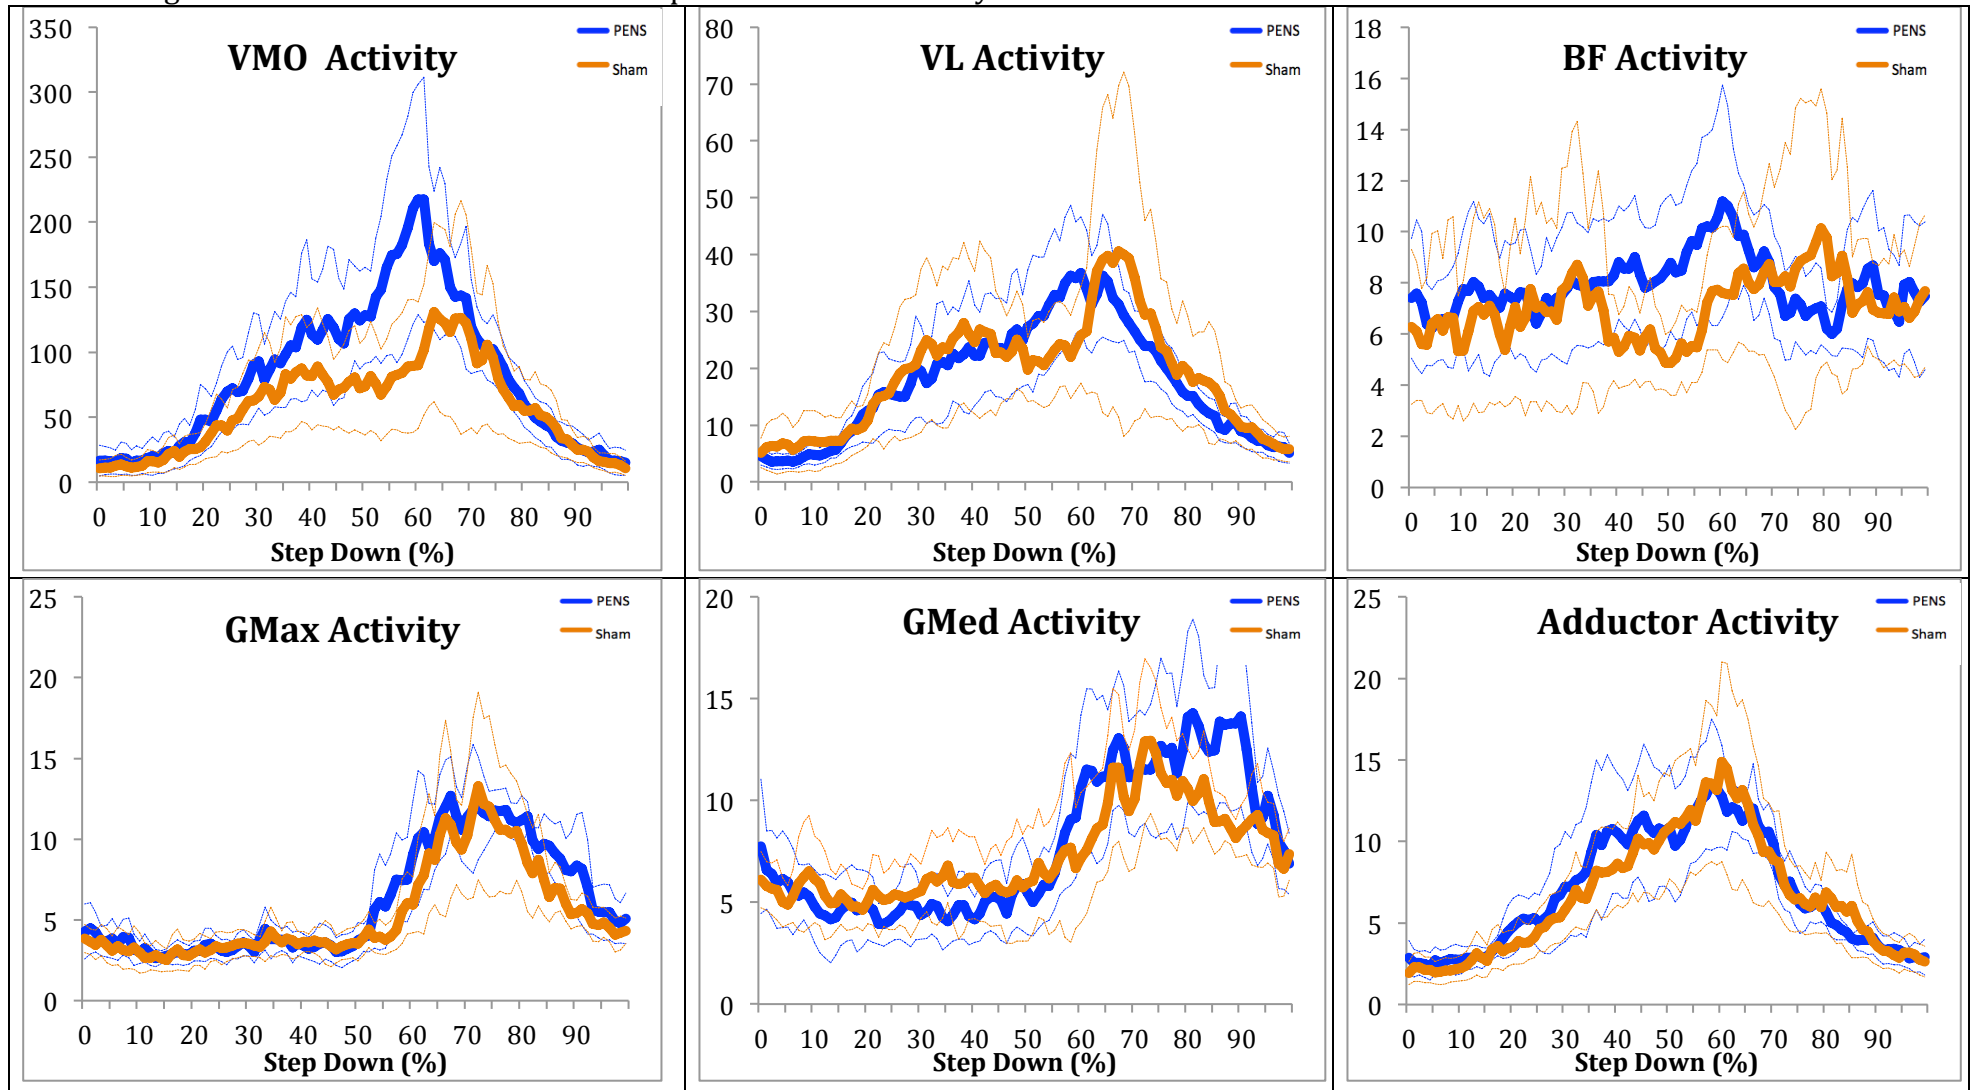 VMO Activity
PENS
Sham
350
300
250
200
150
100
50
0
0 10 20 30 40 50 60 70 80 90
Step Down (%)
VL Activity
PENS
Sham
80
70
60
50
40
30
20
10
0
0 10 20 30 40 50 60 70 80 90
Step Down (%)
BF Activity
PENS
Sham
18
16
14
12
10
8
6
4
2
0
0 10 20 30 40 50 60 70 80 90
Step Down (%)
GMax Activity
PENS
Sham
25
20
15
10
5
0
0 10 20 30 40 50 60 70 80 90
Step Down (%)
GMed Activity
PENS
Sham
20
15
10
5
0
0 10 20 30 40 50 60 70 80 90
Step Down (%)
Adductor Activity
PENS
Sham
25
20
15
10
5
0
0 10 20 30 40 50 60 70 80 90
Step Down (%)